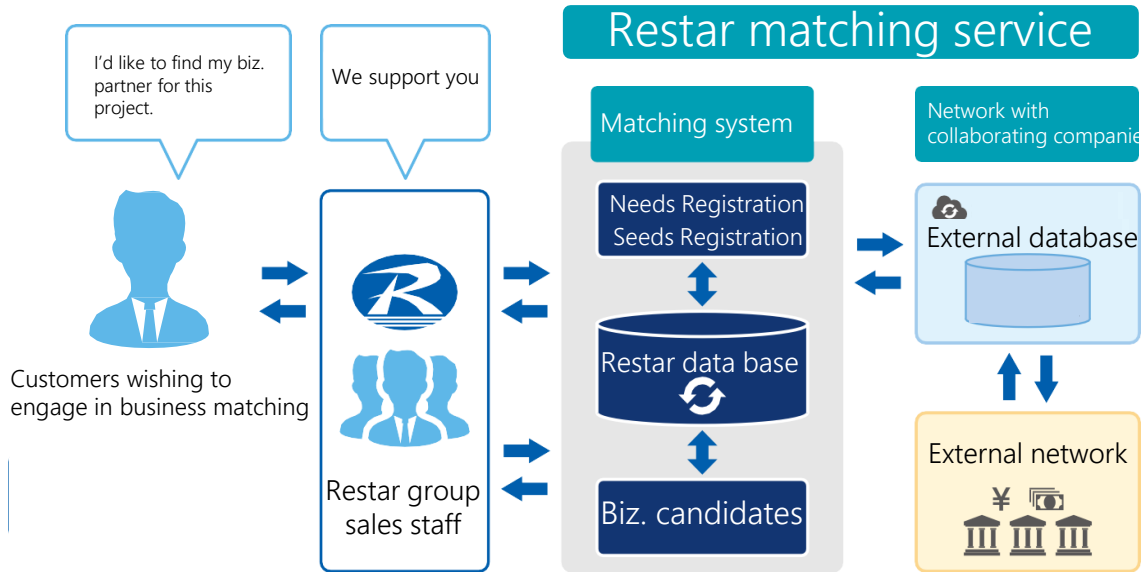 Restar matching service
I'd like to find my biz.
partner for this
project.
We support you
Matching system
Network with
collaborating companie
Needs Registration
Seeds Registration
External database
R
Restar data base
Customers wishing to
engage in business matching
External network
¥
Restar group
sales staff
Biz. candidates